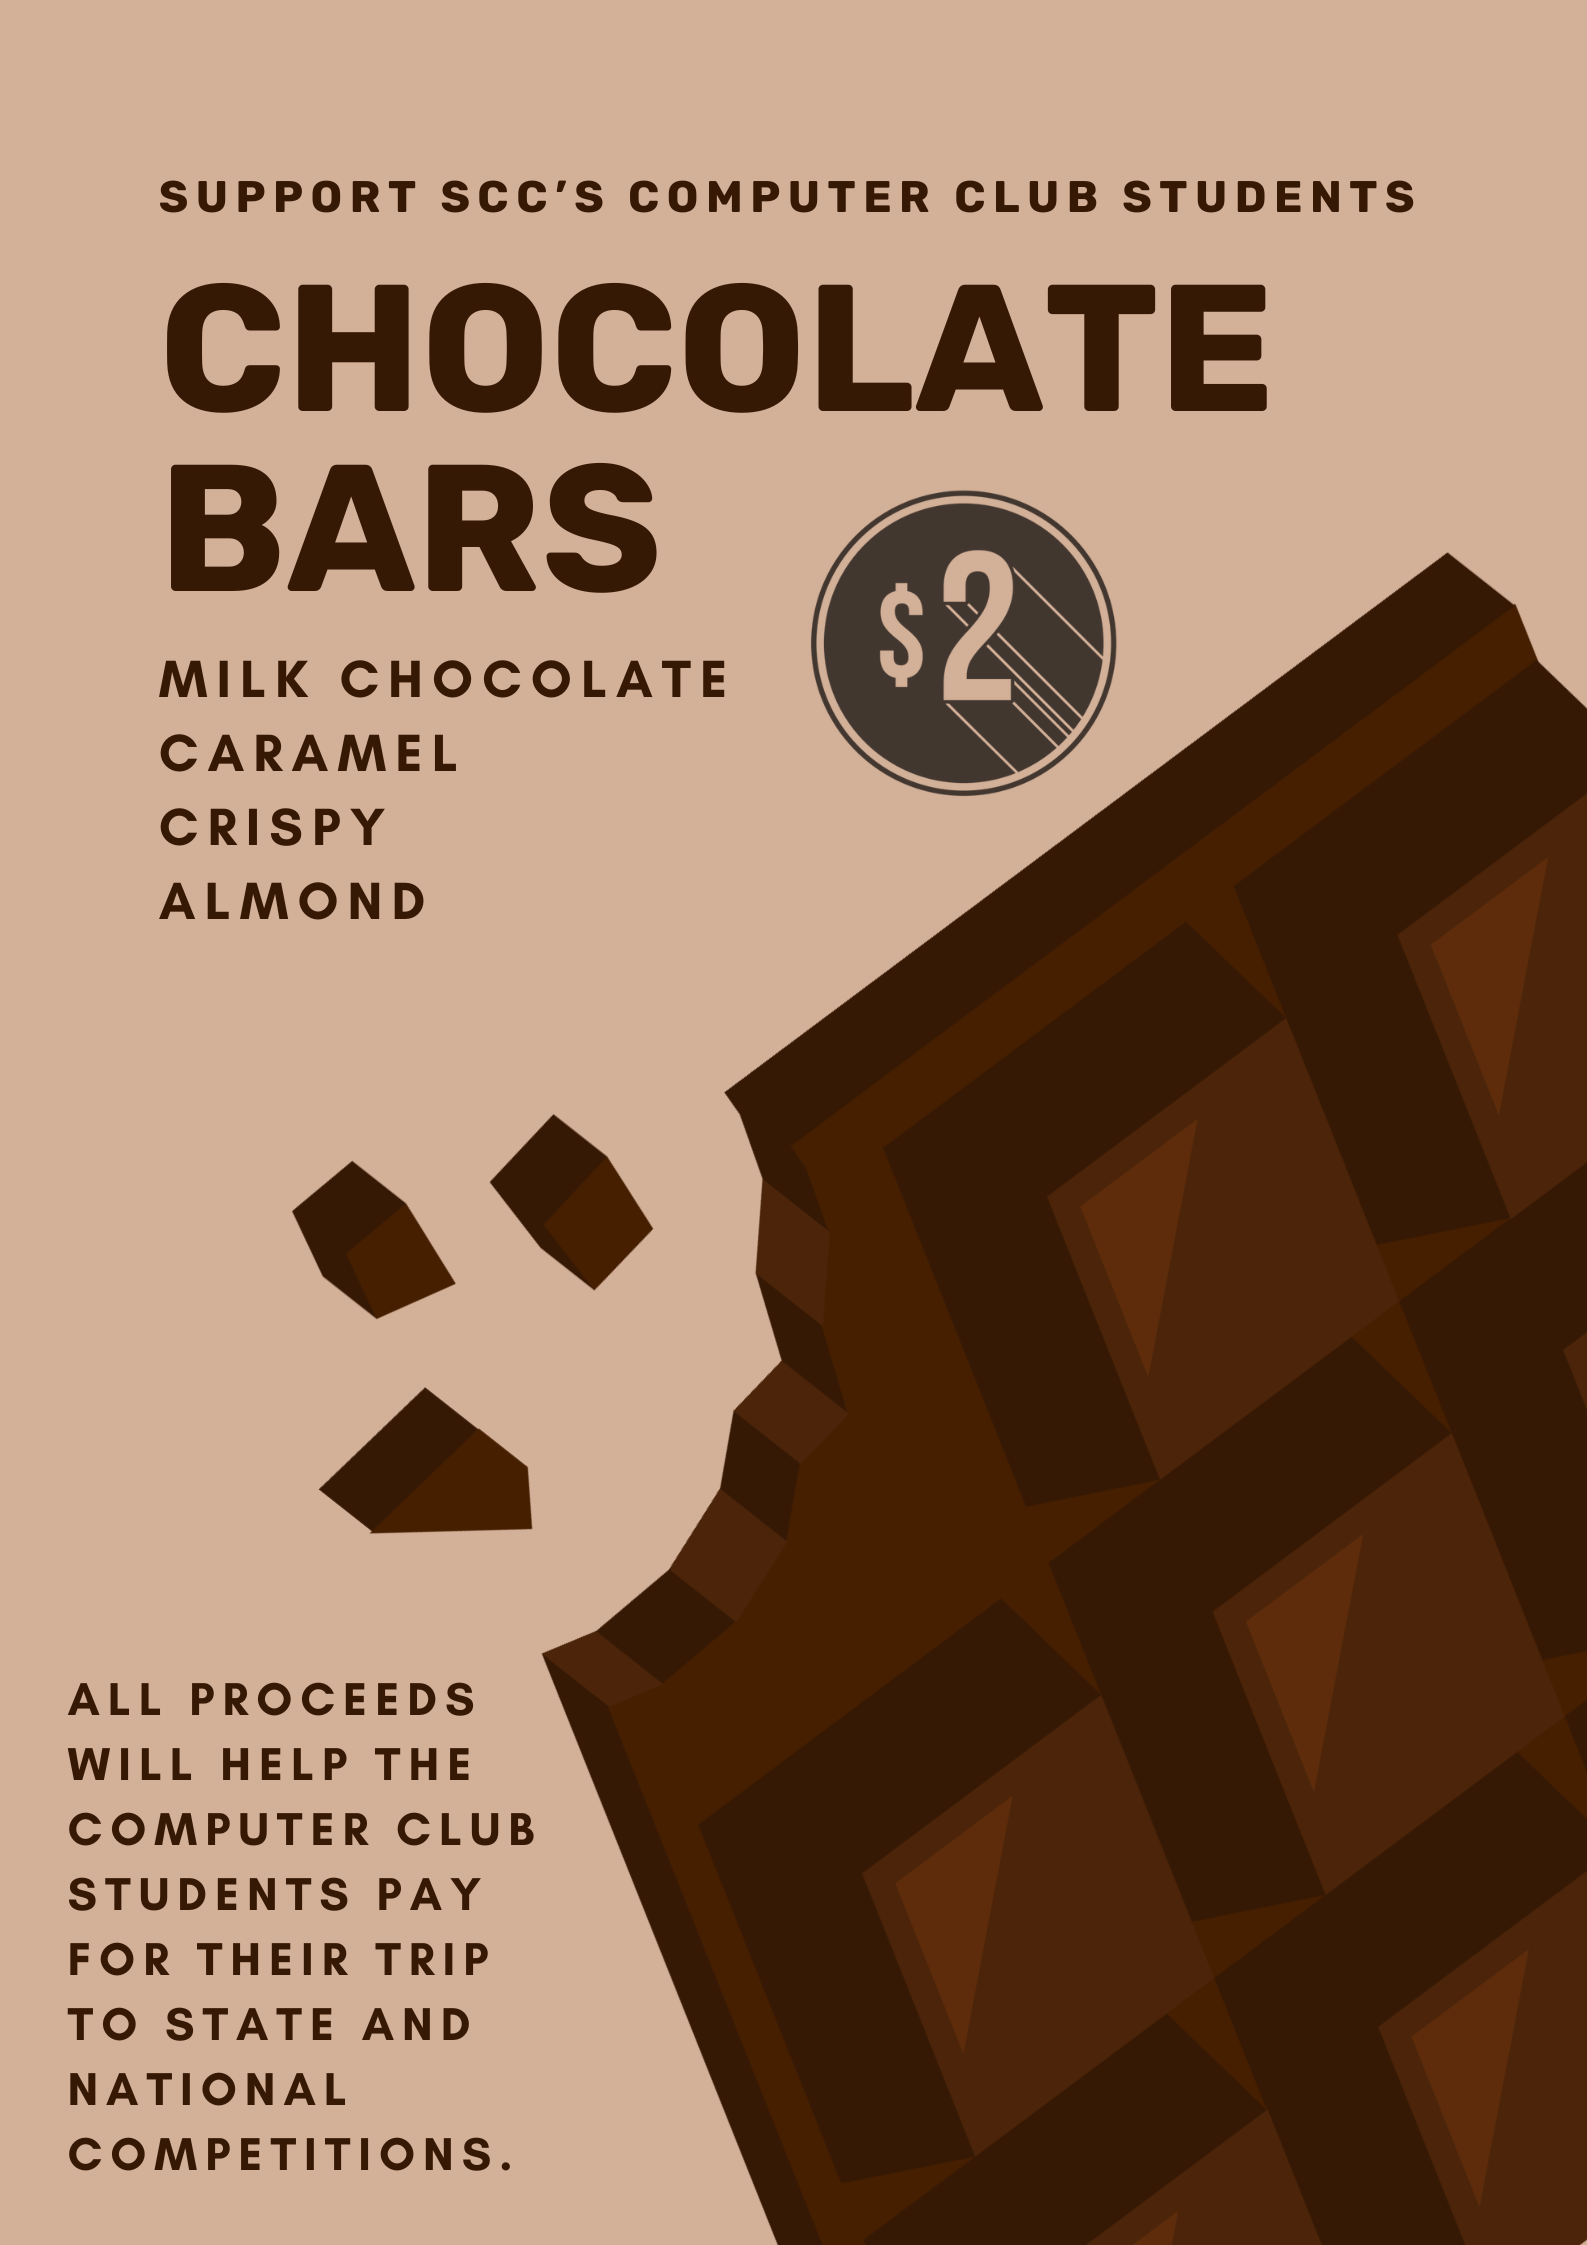 SUPPORT SCC’S COMPUTER CLUB STUDENTS
CHOCOLATE
BARS
$2
MILK CHOCOLATE
CARAMEL
CRISPY
ALMOND
ALL PROCEEDS
WILL HELP THE
COMPUTER CLUB
STUDENTS PAY
FOR THEIR TRIP
TO STATE AND
NATIONAL
COMPETITIONS.